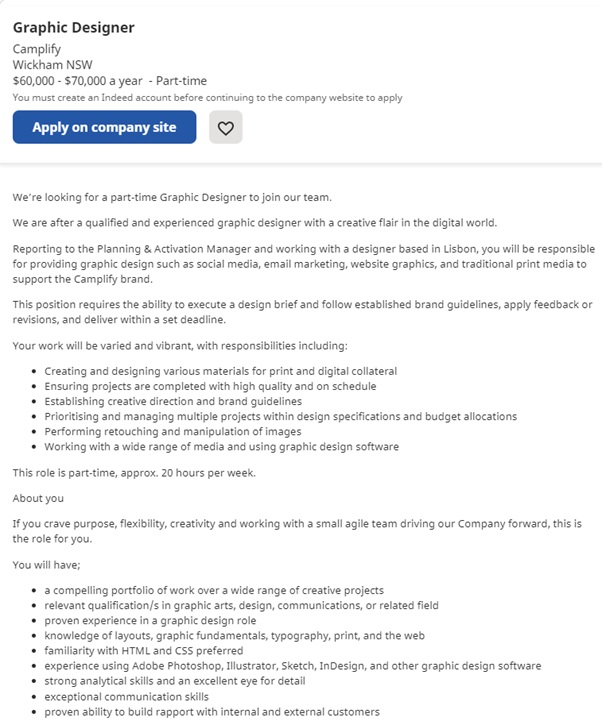 Graphic Designer
Camplify
Wickham NSW
$60,000 - $70,000 a year - Part-time
You must create an Indeed account before continuing to the company website to apply
Apply on company site
We're looking for a part-time Graphic Designer to join our team.
We are after a qualified and experienced graphic designer with a creative flair in the digital world.
Reporting to the Planning & Activation Manager and working with a designer based in Lisbon, you will be responsible
for providing graphic design such as social media, email marketing, website graphics, and traditional print media to
support the Camplify brand.
This position requires the ability to execute a design brief and follow established brand guidelines, apply feedback or
revisions, and deliver within a set deadline.
Your work will be varied and vibrant, with responsibilities including:
• Creating and designing various materials for print and digital collateral
• Ensuring projects are completed with high quality and on schedule
• Establishing creative direction and brand guidelines
• Prioritising and managing multiple projects within design specifications and budget allocations
• Performing retouching and manipulation of images
• Working with a wide range of media and using graphic design software
This role is part-time, approx. 20 hours per week.
About you
If you crave purpose, flexibility, creativity and working with a small agile team driving our Company forward, this is
the role for you.
You will have;
• a compelling portfolio of work over a wide range of creative projects
• relevant qualification/s in graphic arts, design, communications, or related field
• proven experience in a graphic design role
• knowledge of layouts, graphic fundamentals, typography, print, and the web
• familiarity with HTML and CSS preferred
• experience using Adobe Photoshop, Illustrator, Sketch, InDesign, and other graphic design software
• strong analytical skills and an excellent eye for detail
• exceptional communication skills
• proven ability to build rapport with internal and external customers